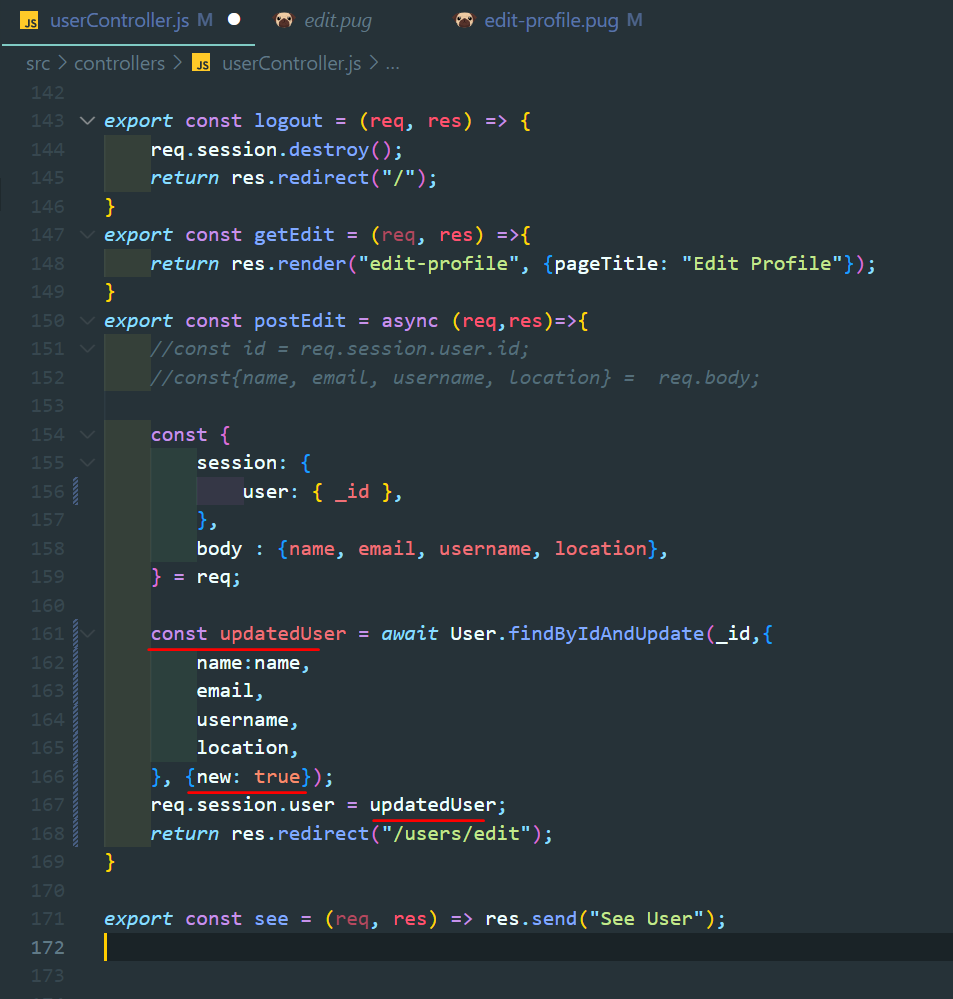 JS userController.js M
edit.pug
edit-profile.pug M
src > controllers > JS userController.js > ...
142
143 export const logout = (req, res) => {
144 req.session.destroy();
145 return res.redirect("/");
146 }
147 export const getEdit = (req, res) =>{
148 return res.render("edit-profile", {pageTitle: "Edit Profile"});
149 }
150 export const postEdit = async (req,res)=>{
151 //const id = req.session.user.id;
152 //const{name, email, username, location} =  req.body;
153
154 const {
155 session: {
156 user: { _id },
157 },
158 body : {name, email, username, location},
159 } = req;
160
161 const updatedUser = await User.findByIdAndUpdate(_id,{
162 name:name,
163 email,
164 username,
165 location,
166 }, {new: true});
167 req.session.user = updatedUser;
168 return res.redirect("/users/edit");
169 }
170
171 export const see = (req, res) => res.send("See User");
172
173